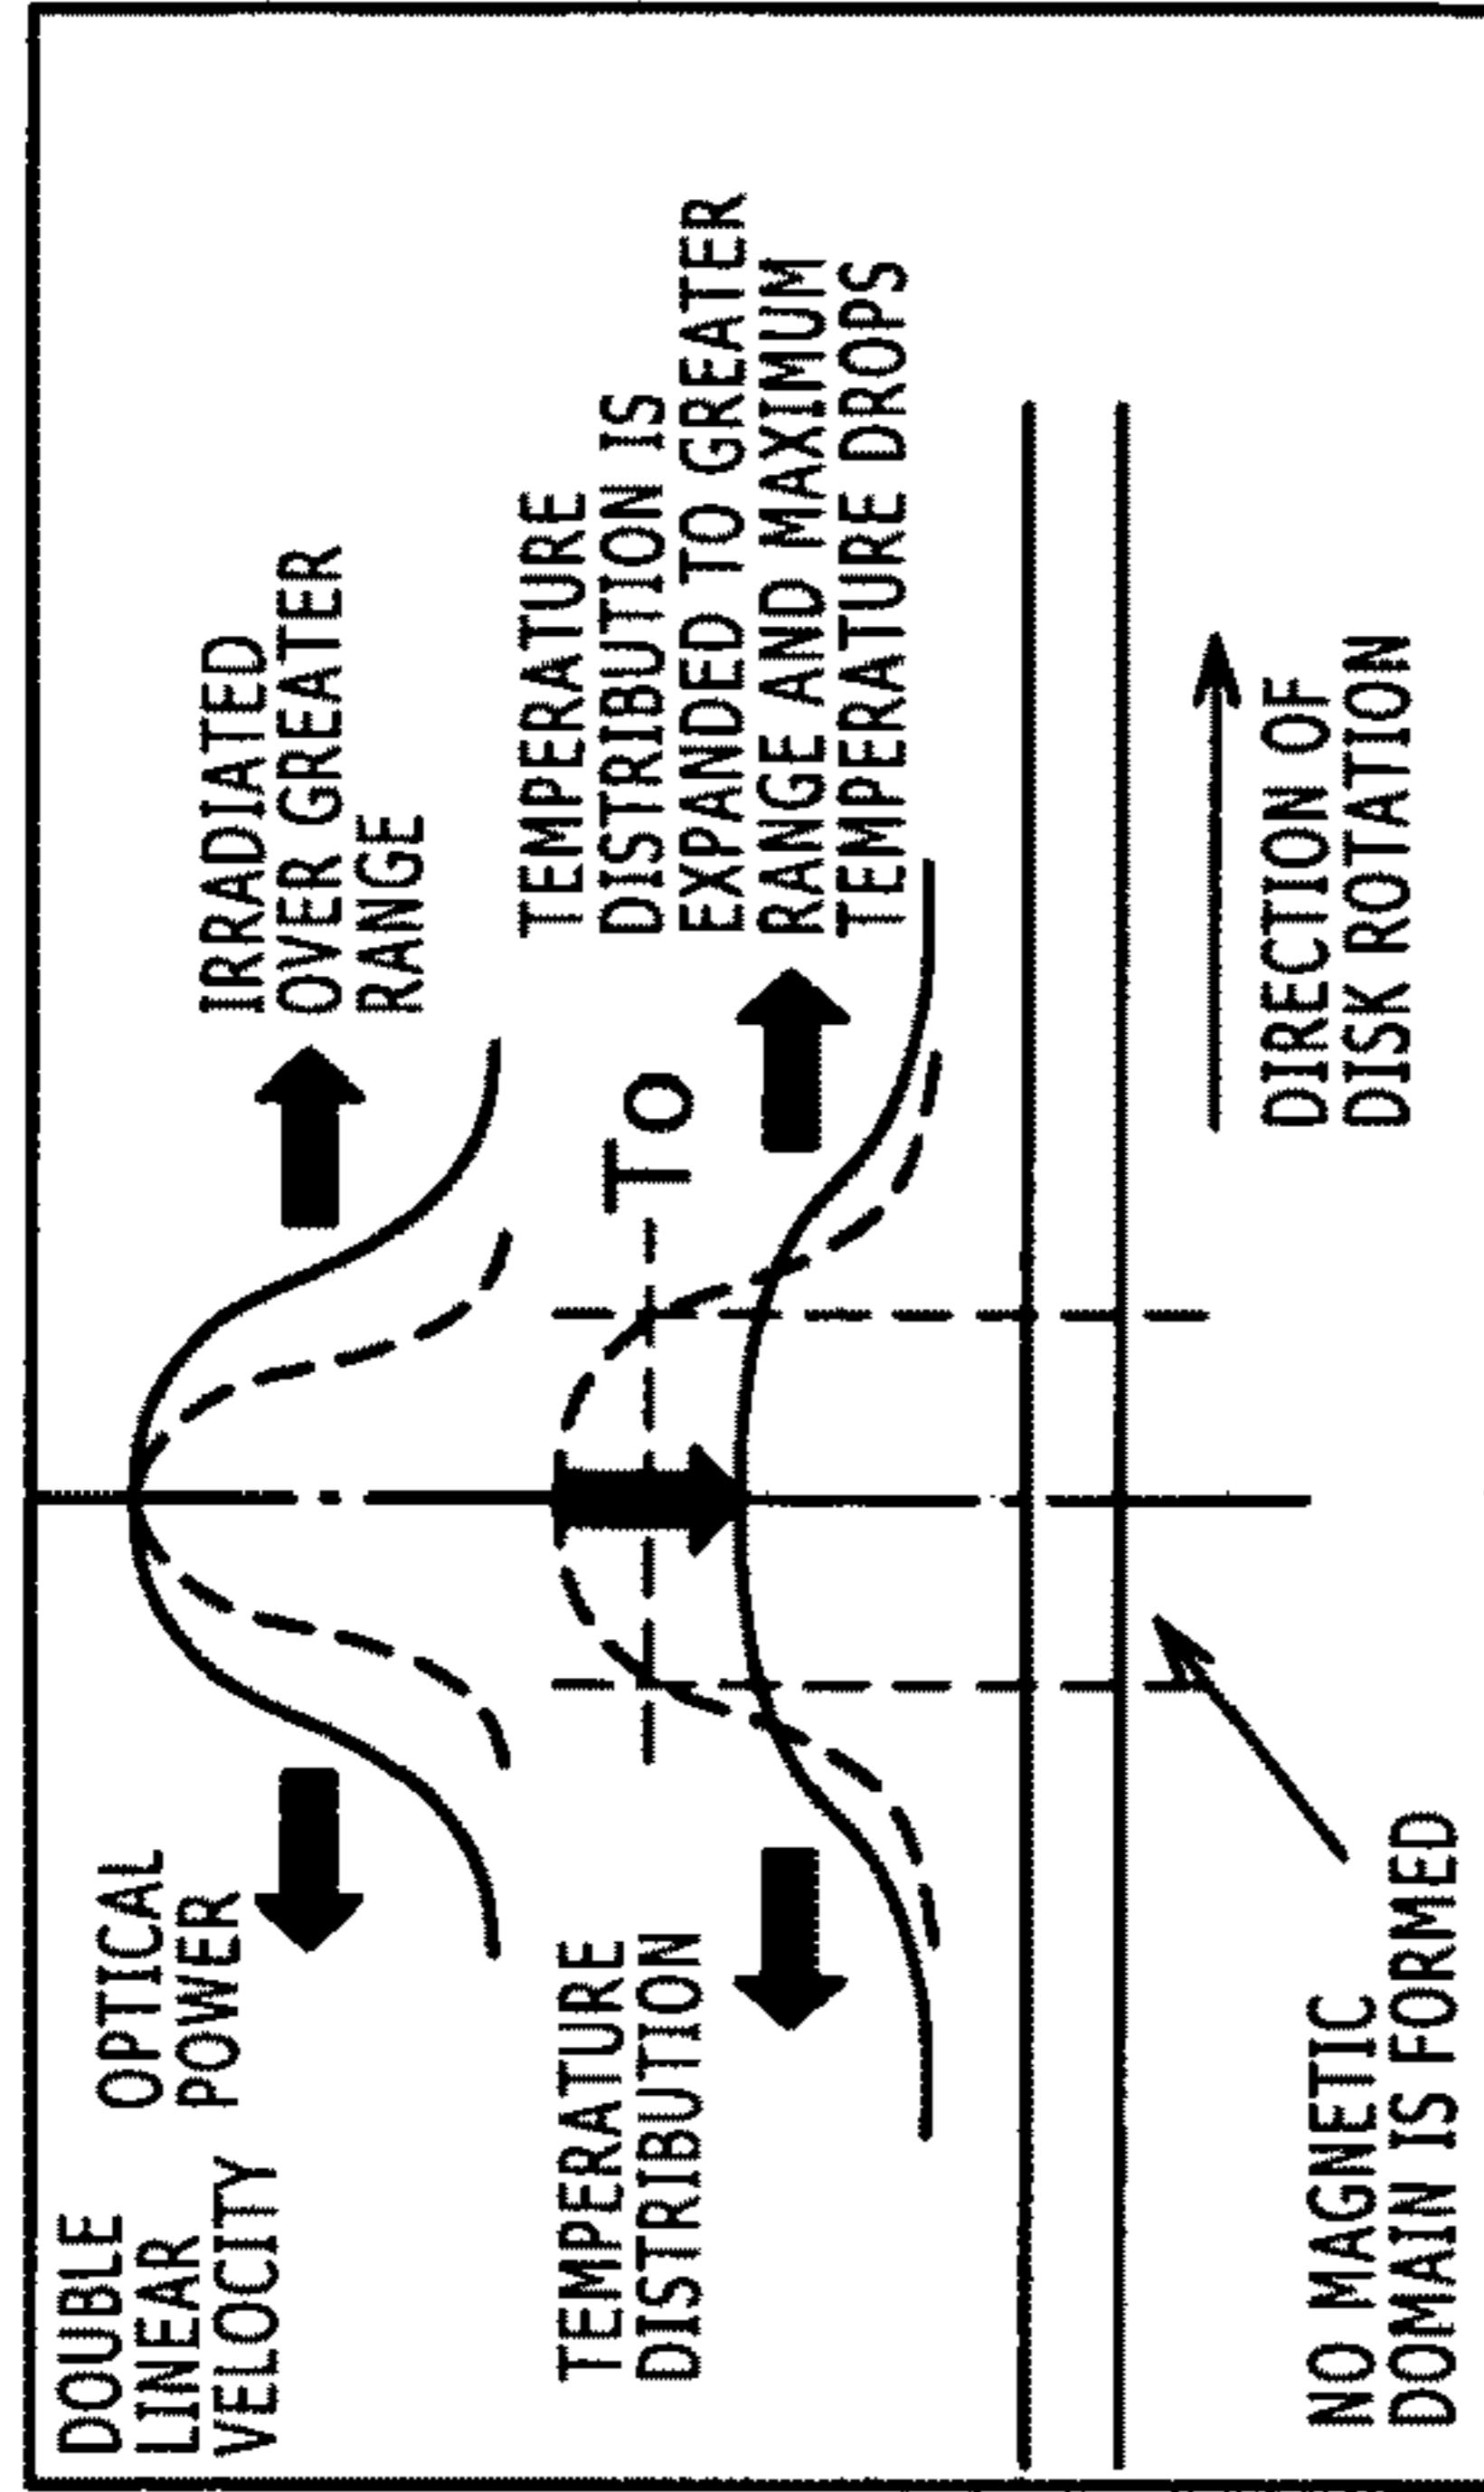 DOUBLE
LINEAR
VELOCITY
OPTICAL
POWER
IRRADIATED
OVER GREATER
RANGE
TEMPERATURE
DISTRIBUTION
TO
TEMPERATURE
DISTRIBUTION IS
EXPANDED TO GREATER
RANGE AND MAXIMUM
TEMPERATURE DROPS
NO MAGNETIC
DOMAIN IS FORMED
DIRECTION OF
DISK ROTATION